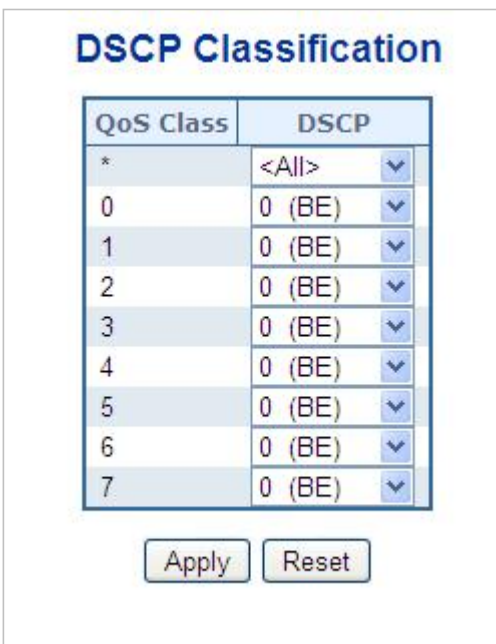 DSCP Classification
QoS Class DSCP
* <All>
0 0 (BE)
1 0 (BE)
2 0 (BE)
3 0 (BE)
4 0 (BE)
5 0 (BE)
6 0 (BE)
7 0 (BE)
Apply Reset